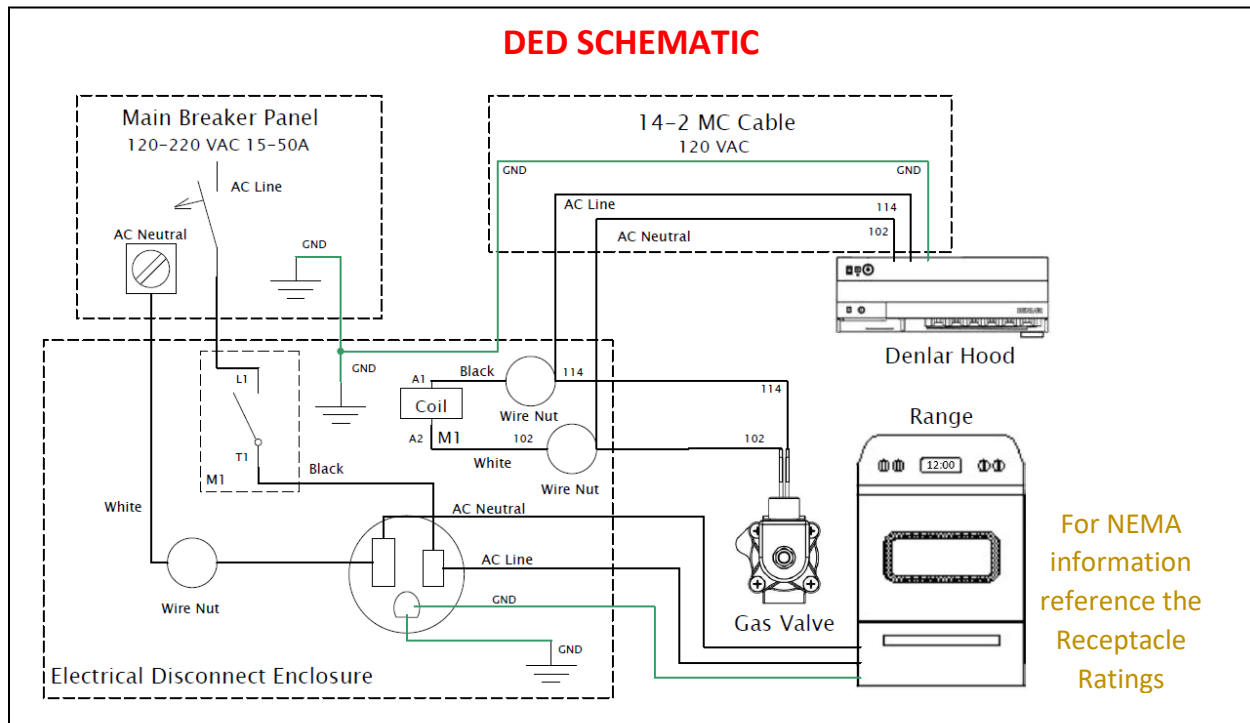 DED SCHEMATIC
Main Breaker Panel
120-220 VAC 15-50A
AC Line
AC Neutral
GND
14-2 MC Cable
120 VAC
GND
GND
AC Line
114
AC Neutral
102
Denlar Hood
L1
T1
M1
GND
A1
Black
114
Coil
Wire Nut
A2
M1
102
White
Wire Nut
114
102
Black
White
AC Neutral
AC Line
GND
Wire Nut
GND
Electrical Disconnect Enclosure
Gas Valve
Range
12:00
For NEMA
information
reference the
Receptacle
Ratings